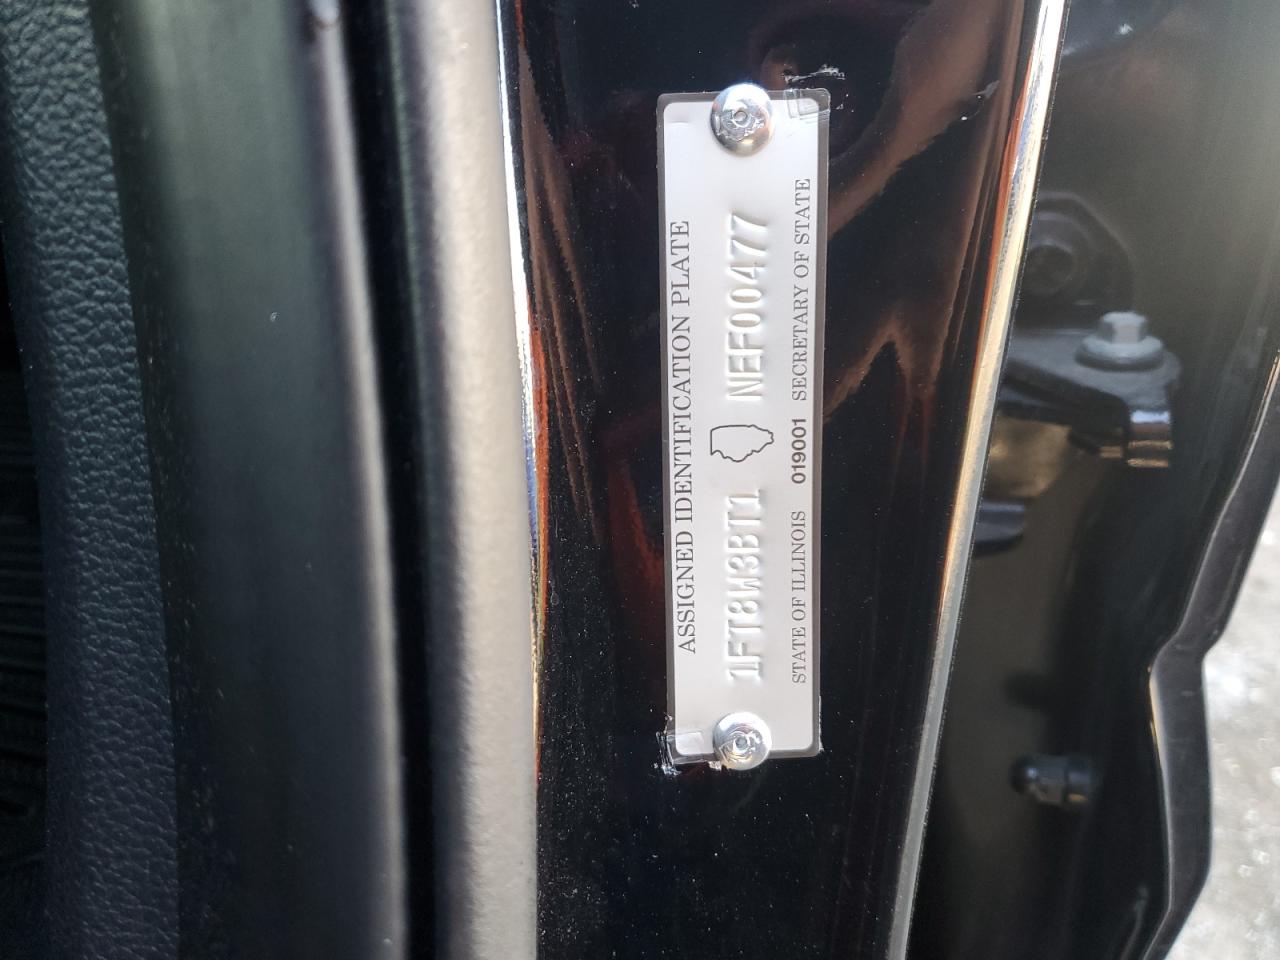 ASSIGNED IDENTIFICATION PLATE
1FT8W3BT1 NEF00477
STATE OF ILLINOIS 019001 SECRETARY OF STATE